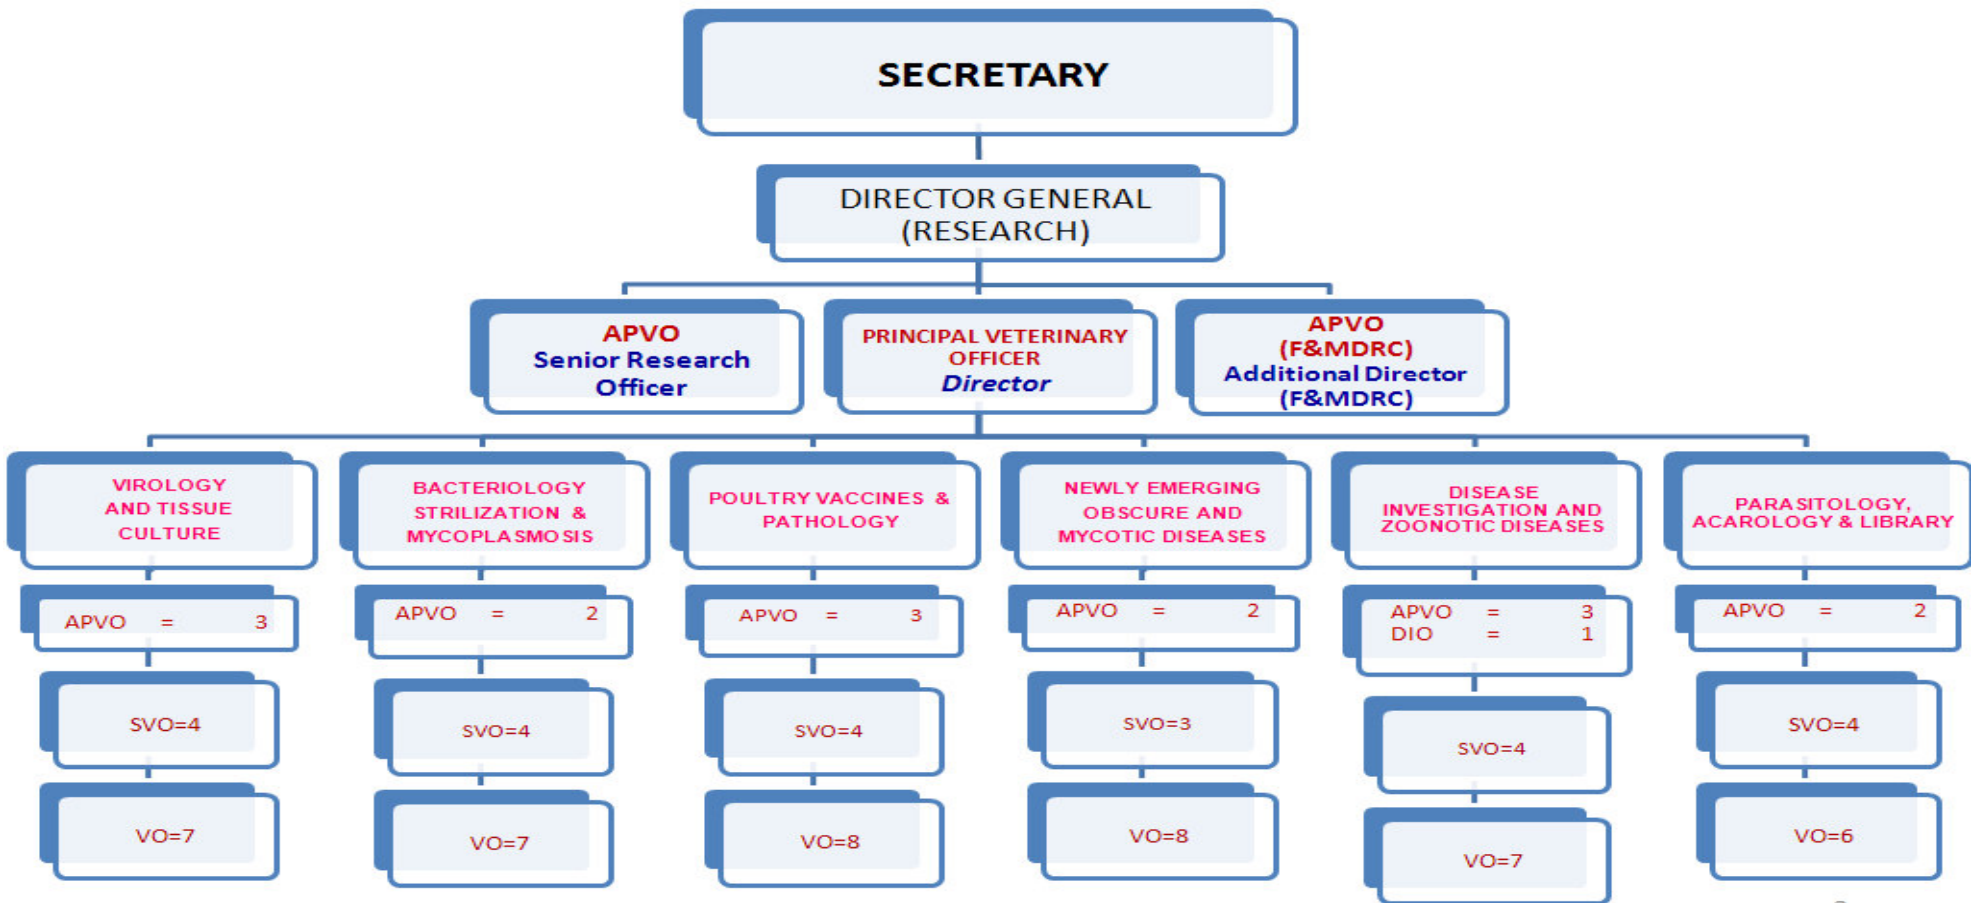 SECRETARY
DIRECTOR GENERAL
(RESEARCH)
APVO
Senior Research
Officer
PRINCIPAL VETERINARY
OFFICER
Director
APVO
(F&MDRC)
Additional Director
(F&MDRC)
VIROLOGY
AND TISSUE
CULTURE
BACTERIOLOGY
STRILIZATION &
MYCOPLASMOSIS
POULTRY VACCINES &
PATHOLOGY
NEWLY EMERGING
OBSCURE AND
MYCOTIC DISEASES
DISEASE
INVESTIGATION AND
ZOONOTIC DISEASES
PARASITOLOGY,
ACAROLOGY & LIBRARY
APVO = 3
APVO = 2
APVO = 3
APVO = 2
APVO = 3
DIO = 1
APVO = 2
SVO=4
SVO=4
SVO=4
SVO=3
SVO=4
SVO=4
VO=7
VO=7
VO=8
VO=8
VO=7
VO=6